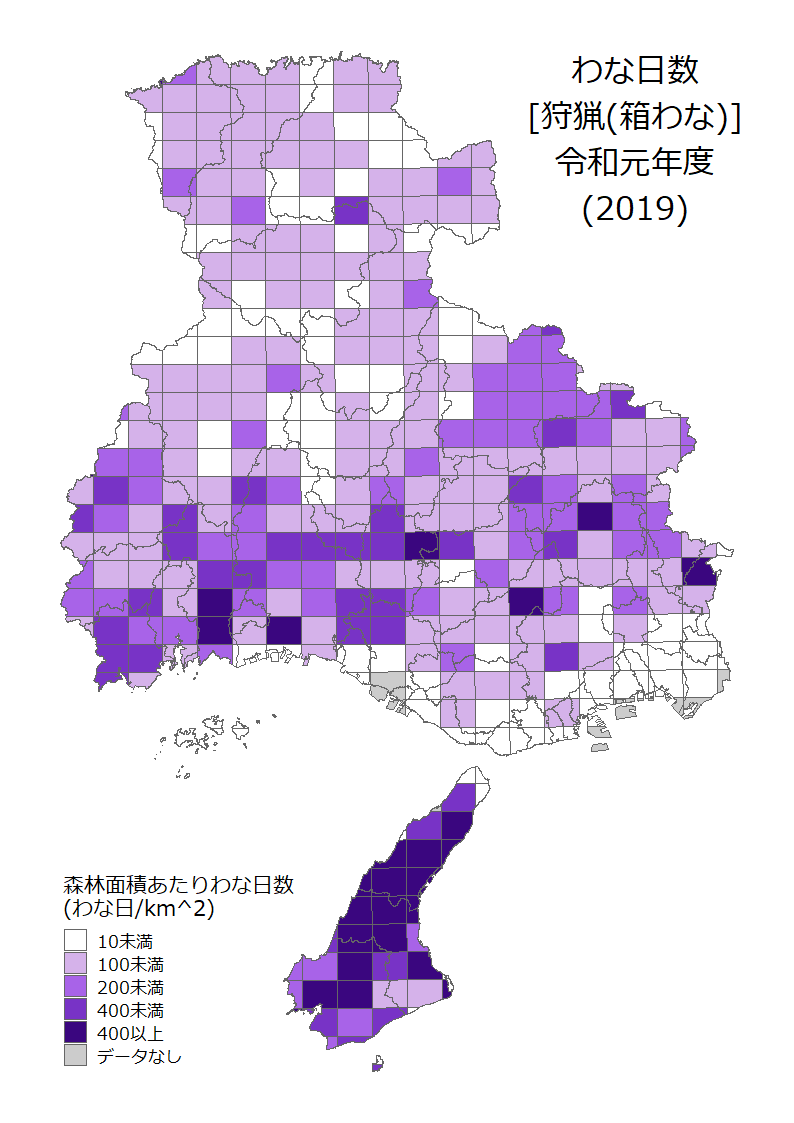 わな日数
[狩猟(箱わな)]
令和元年度
(2019)
森林面積あたりわな日数
(わな日/km^2)
10未満
100未満
200未満
400未満
400以上
データなし